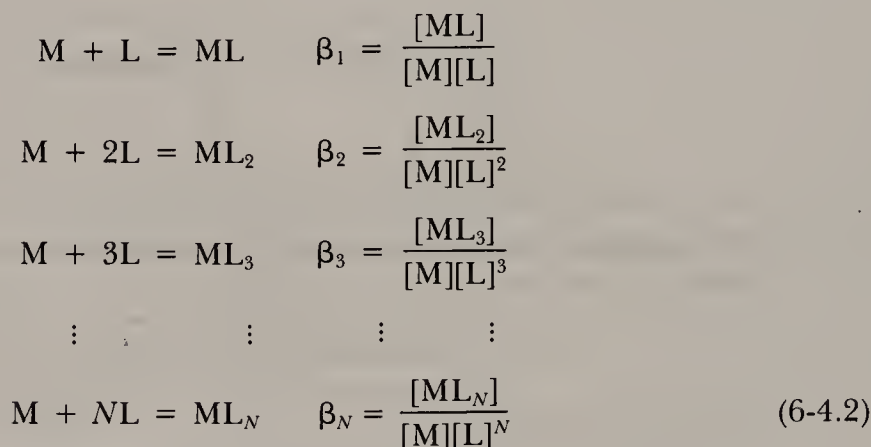 M + L = ML β₁ = [ML] / [M][L]
M + 2L = ML₂ β₂ = [ML₂] / [M][L]²
M + 3L = ML₃ β₃ = [ML₃] / [M][L]³
⋮ ⋮ ⋮ ⋮
M + NL = ML_N β_N = [ML_N] / [M][L]^N (6-4.2)